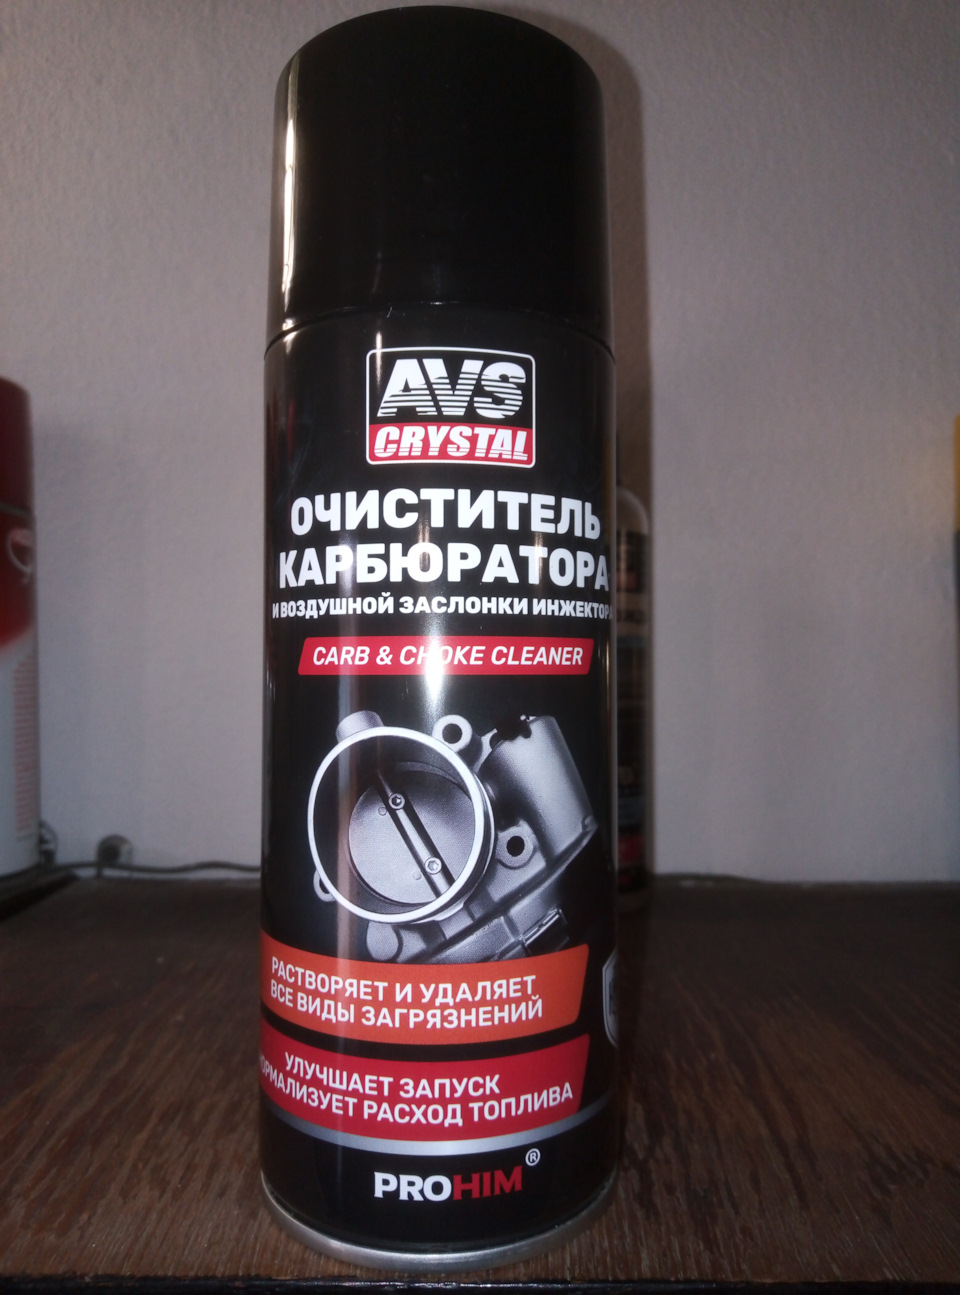 AVS
CRYSTAL
ОЧИСТИТЕЛЬ
КАРБЮРАТОРА
И ВОЗДУШНОЙ ЗАСЛОНКИ ИНЖЕКТОРА
CARB & CHOKE CLEANER
РАСТВОРЯЕТ И УДАЛЯЕТ
ВСЕ ВИДЫ ЗАГРЯЗНЕНИЙ
УЛУЧШАЕТ ЗАПУСК
НОРМАЛИЗУЕТ РАСХОД ТОПЛИВА
PROHIM®